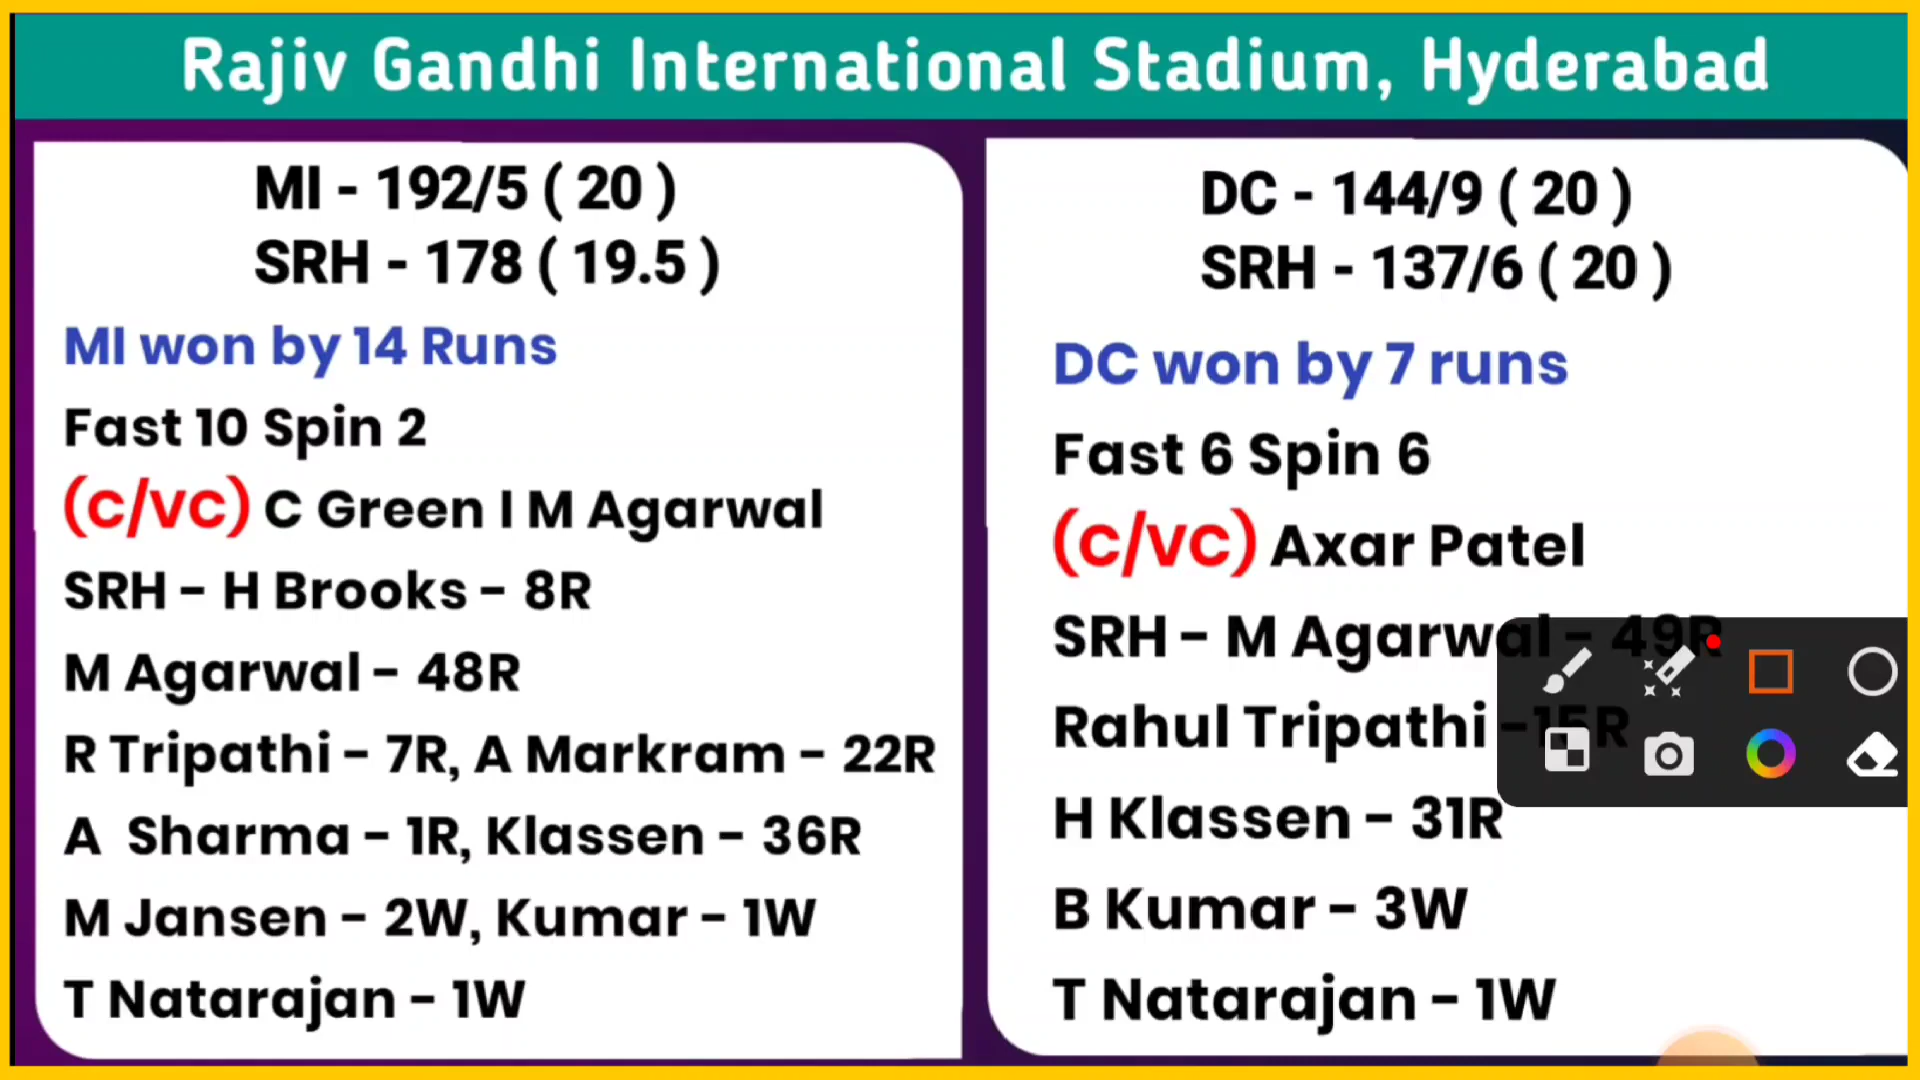 Rajiv Gandhi International Stadium, Hyderabad
MI - 192/5 ( 20 )
SRH - 178 ( 19.5 )
MI won by 14 Runs
Fast 10 Spin 2
(C/VC) C Green I M Agarwal
SRH - H Brooks - 8R
M Agarwal - 48R
R Tripathi - 7R, A Markram - 22R
A Sharma - 1R, Klassen - 36R
M Jansen - 2W, Kumar - 1W
T Natarajan - 1W
DC - 144/9 ( 20 )
SRH - 137/6 ( 20 )
DC won by 7 runs
Fast 6 Spin 6
(C/VC) Axar Patel
SRH - M Agarwal - 49R
Rahul Tripathi -15R
H Klassen - 31R
B Kumar - 3W
T Natarajan - 1W